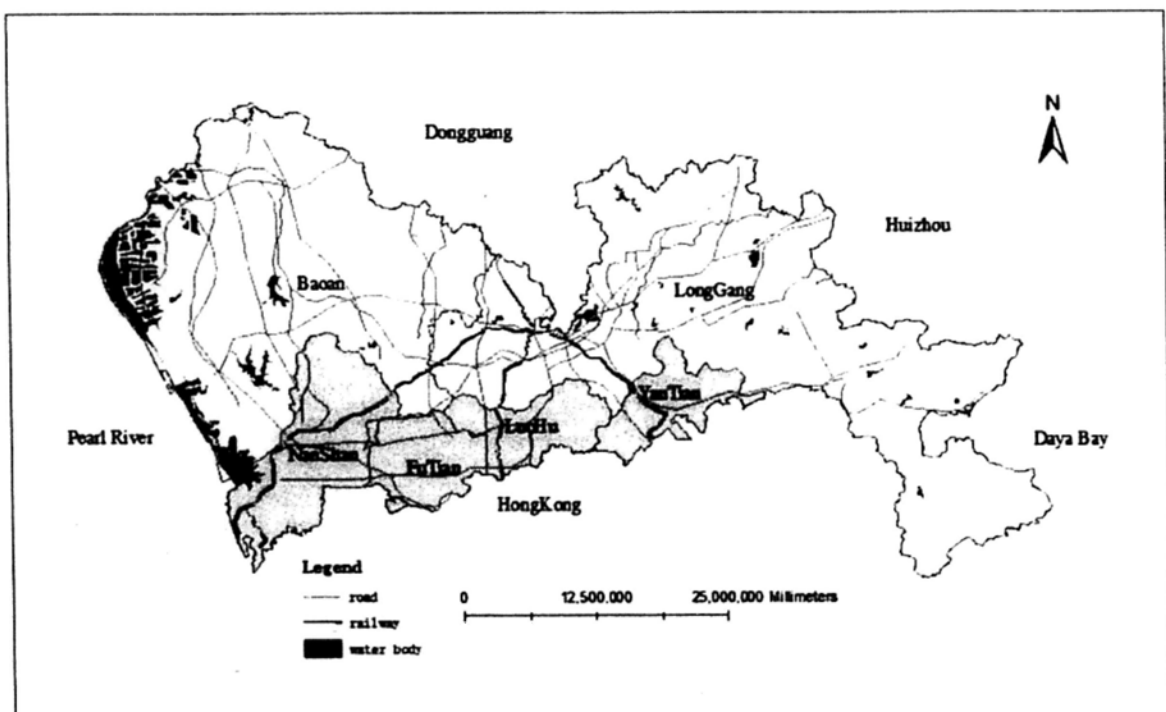 N
Dongguang
Huizhou
Baoan
LongGang
YanTian
Pearl River
LuoHu
NanShan
FuTian
Daya Bay
HongKong
Legend
road
railway
water body
0 12,500,000 25,000,000 Millimeters